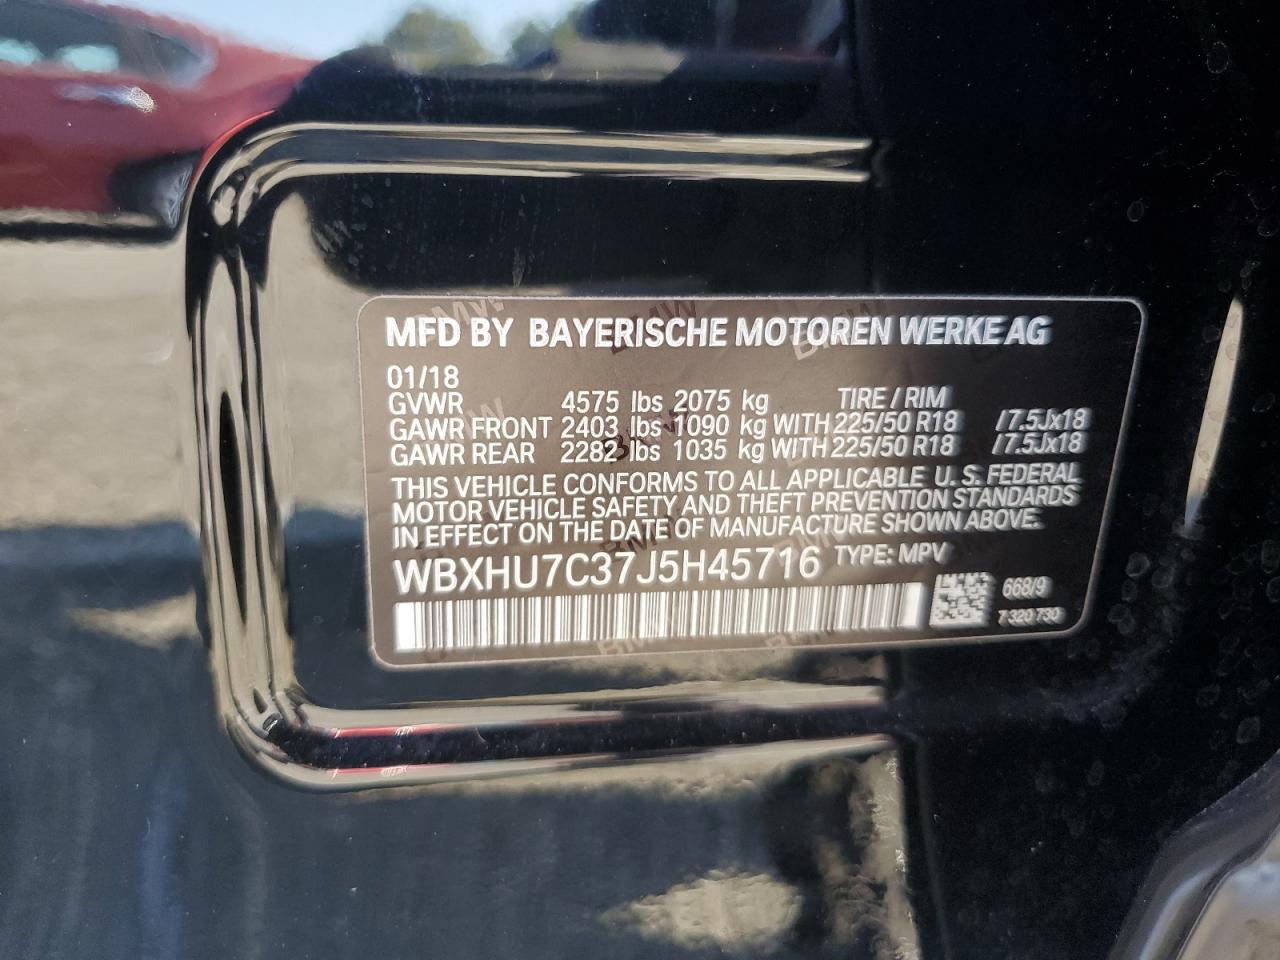 MFD BY BAYERISCHE MOTOREN WERKE AG
01/18
GVWR 4575 lbs 2075 kg TIRE / RIM
GAWR FRONT 2403 lbs 1090 kg WITH 225/50 R18 /7.5Jx18
GAWR REAR 2282 lbs 1035 kg WITH 225/50 R18 /7.5Jx18
THIS VEHICLE CONFORMS TO ALL APPLICABLE U.S. FEDERAL
MOTOR VEHICLE SAFETY AND THEFT PREVENTION STANDARDS
IN EFFECT ON THE DATE OF MANUFACTURE SHOWN ABOVE.
WBXHU7C37J5H45716 TYPE: MPV
668/9
7 320 730